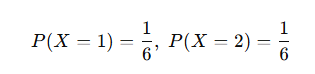 P(X = 1) = 1/6, P(X = 2) = 1/6